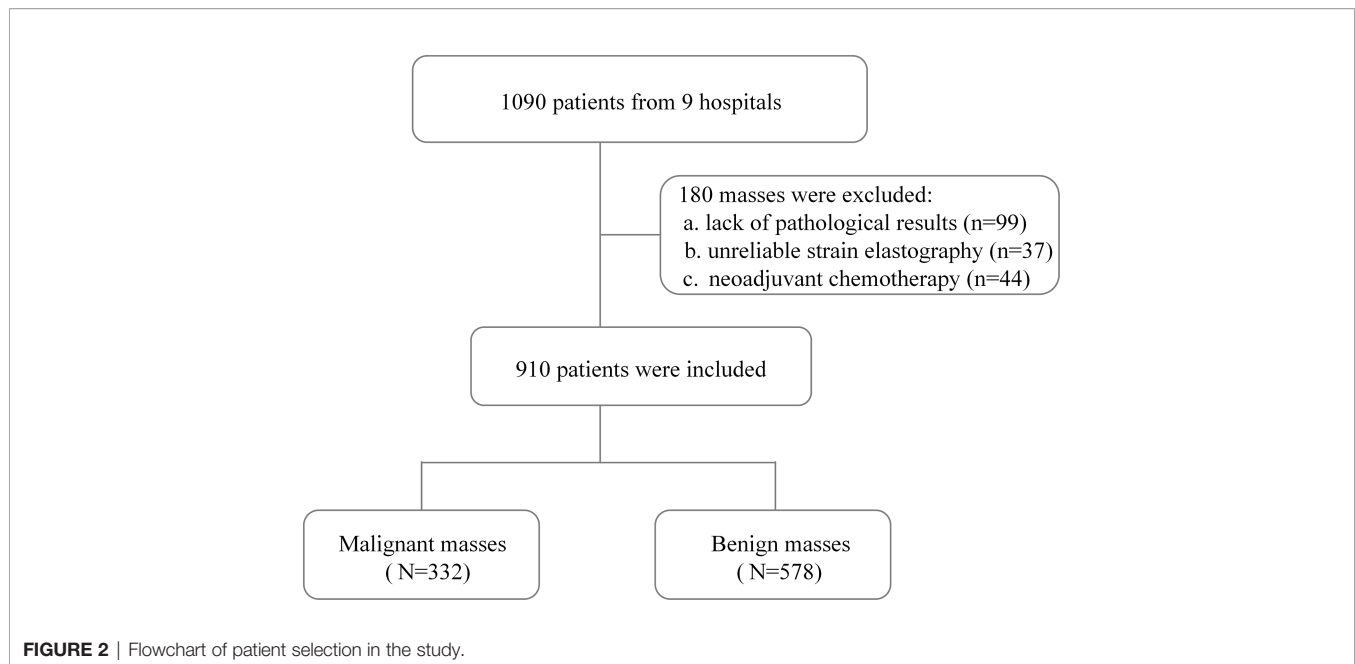 1090 patients from 9 hospitals
180 masses were excluded:
a. lack of pathological results (n=99)
b. unreliable strain elastography (n=37)
c. neoadjuvant chemotherapy (n=44)
910 patients were included
Malignant masses
( N=332)
Benign masses
( N=578)
FIGURE 2 | Flowchart of patient selection in the study.